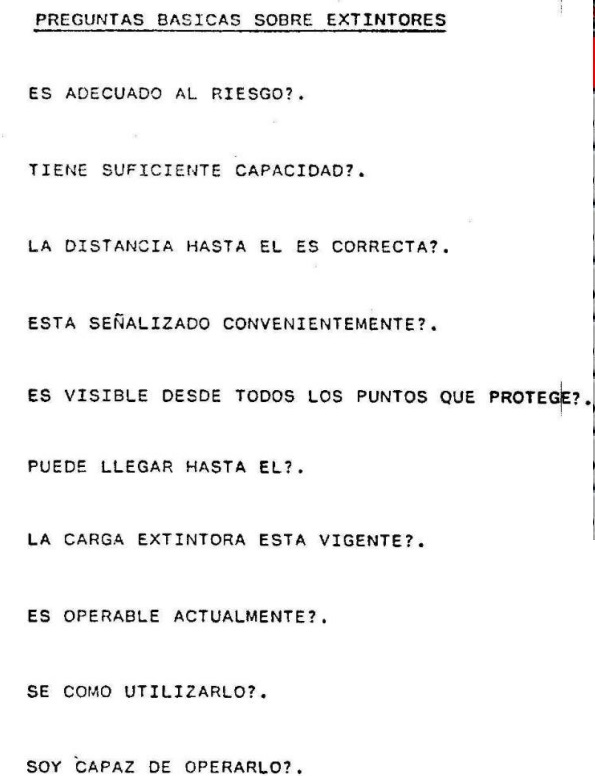 PREGUNTAS BASICAS SOBRE EXTINTORES
ES ADECUADO AL RIESGO?.
TIENE SUFICIENTE CAPACIDAD?.
LA DISTANCIA HASTA EL ES CORRECTA?.
ESTA SEÑALIZADO CONVENIENTEMENTE?.
ES VISIBLE DESDE TODOS LOS PUNTOS QUE PROTEGE?.
PUEDE LLEGAR HASTA EL?.
LA CARGA EXTINTORA ESTA VIGENTE?.
ES OPERABLE ACTUALMENTE?.
SE COMO UTILIZARLO?.
SOY CAPAZ DE OPERARLO?.